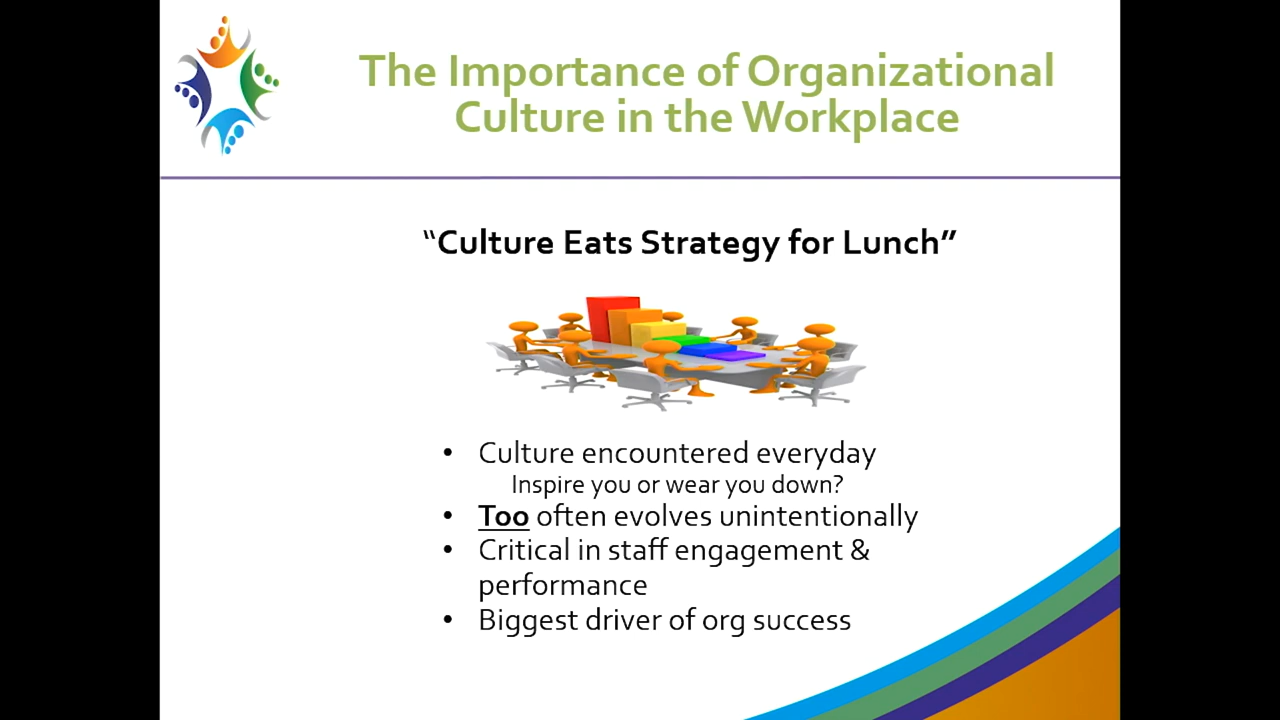 The Importance of Organizational
Culture in the Workplace
“Culture Eats Strategy for Lunch”
• Culture encountered everyday
Inspire you or wear you down?
• Too often evolves unintentionally
• Critical in staff engagement &
performance
• Biggest driver of org success